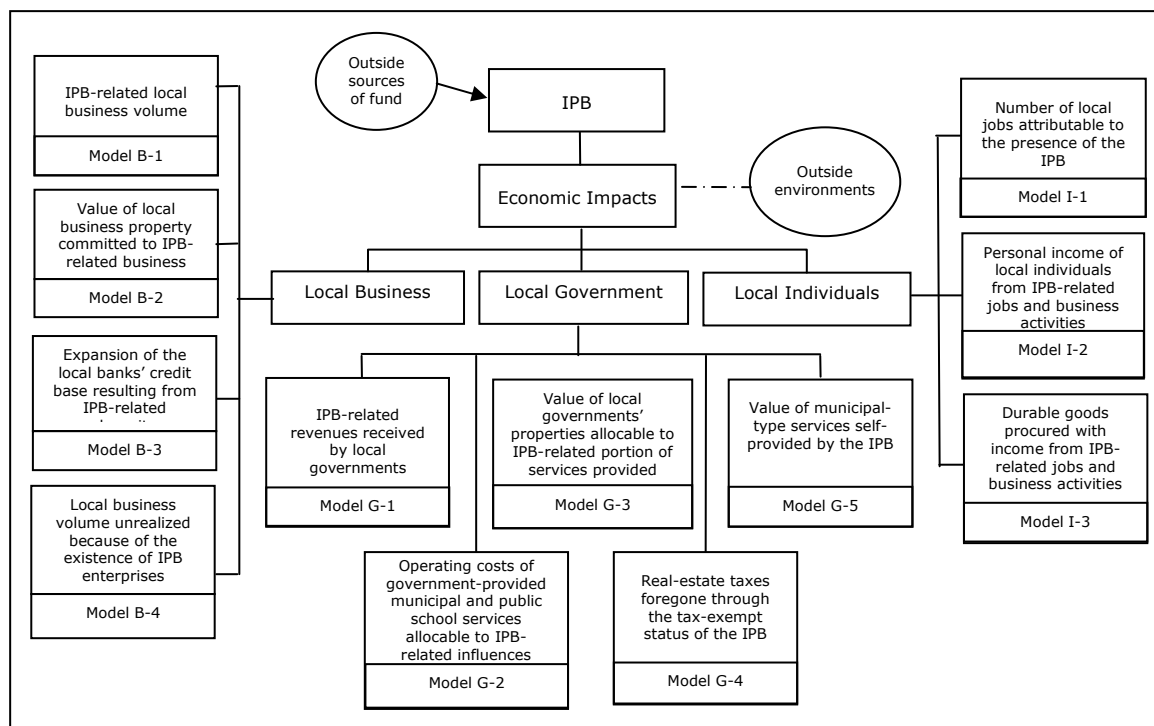 Outside
sources
of fund
IPB
Economic Impacts
Outside
environments
Local Business
Local Government
Local Individuals
IPB-related local
business volume
Model B-1
Value of local
business property
committed to IPB-
related business
Model B-2
Expansion of the
local banks’ credit
base resulting from
IPB-related
Model B-3
Local business
volume unrealized
because of the
existence of IPB
enterprises
Model B-4
IPB-related
revenues received
by local
governments
Model G-1
Operating costs of
government-provided
municipal and public
school services
allocable to IPB-
related influences
Model G-2
Value of local
governments’
properties allocable to
IPB-related portion of
services provided
Model G-3
Real-estate taxes
foregone through
the tax-exempt
status of the IPB
Model G-4
Value of municipal-
type services self-
provided by the IPB
Model G-5
Number of local
jobs attributable to
the presence of the
IPB
Model I-1
Personal income of
local individuals
from IPB-related
jobs and business
activities
Model I-2
Durable goods
procured with
income from IPB-
related jobs and
business activities
Model I-3